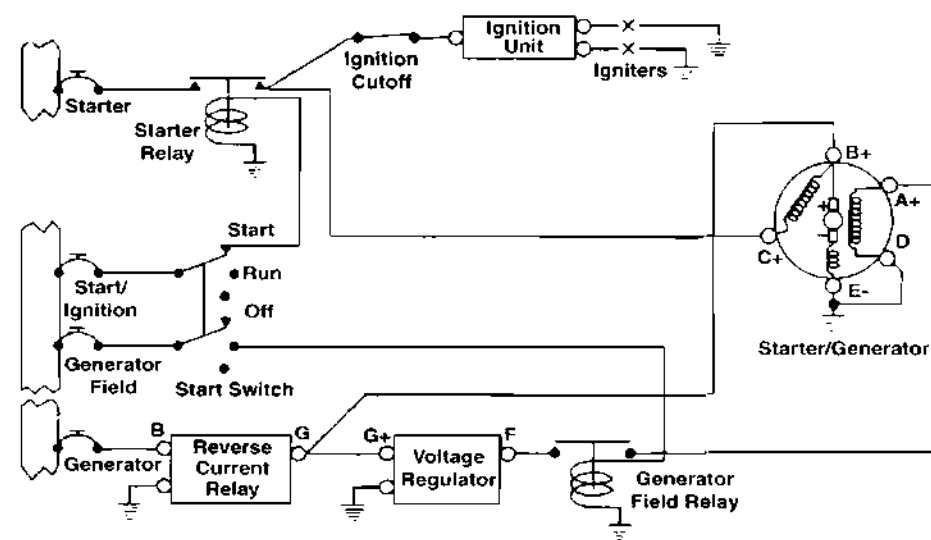 Ignition
Unit
Ignition
Cutoff
Igniters
Starter
Slarter
Relay
B+
A+
C+
D
E-
Starter/Generator
Start
Run
Off
Start/
Ignition
Generator
Field
Start Switch
B
Reverse
Current
Relay
G
G+
Voltage
Regulator
F
Generator
Generator
Field Relay
+
-